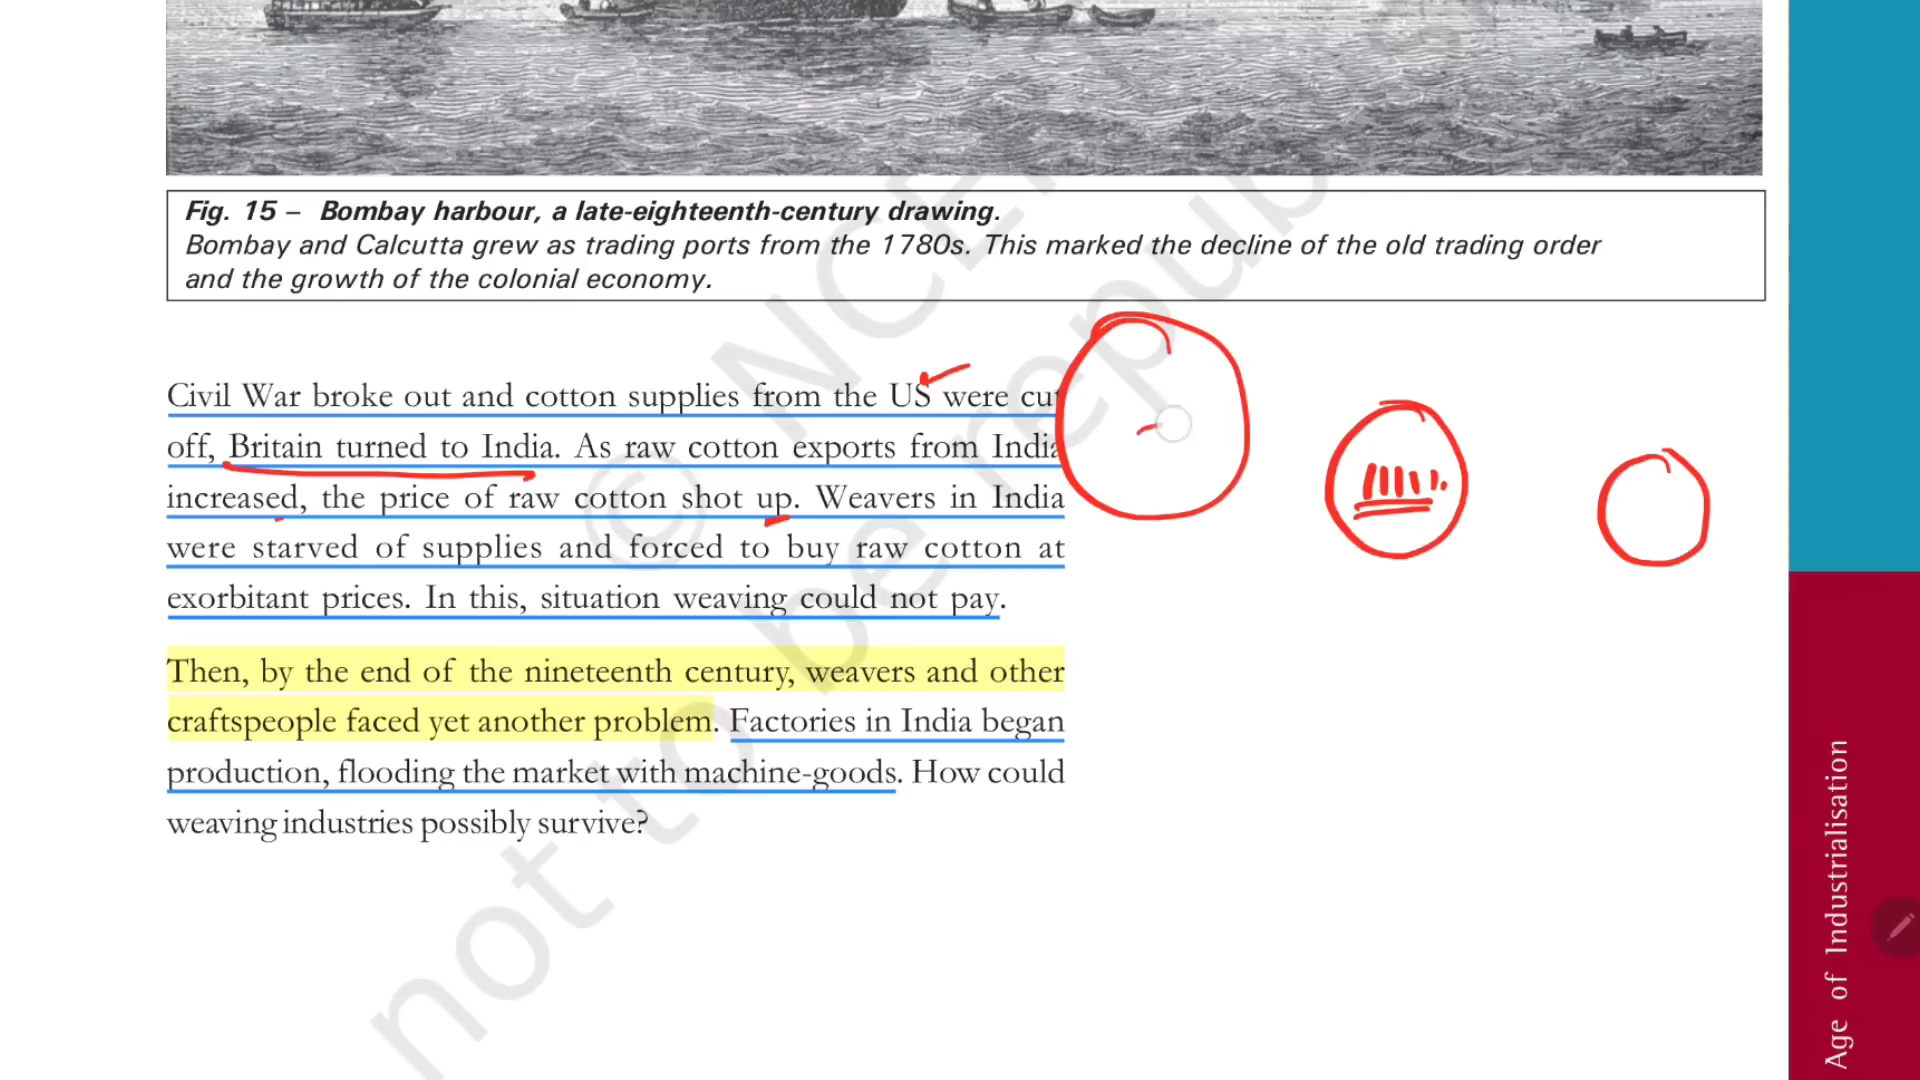 Fig. 15 – Bombay harbour, a late-eighteenth-century drawing.
Bombay and Calcutta grew as trading ports from the 1780s. This marked the decline of the old trading order
and the growth of the colonial economy.
Civil War broke out and cotton supplies from the US were cut
off, Britain turned to India. As raw cotton exports from India
increased, the price of raw cotton shot up. Weavers in India
were starved of supplies and forced to buy raw cotton at
exorbitant prices. In this, situation weaving could not pay.
Then, by the end of the nineteenth century, weavers and other
craftspeople faced yet another problem. Factories in India began
production, flooding the market with machine-goods. How could
weaving industries possibly survive?
Age of Industrialisation
not to be repub
© NCE